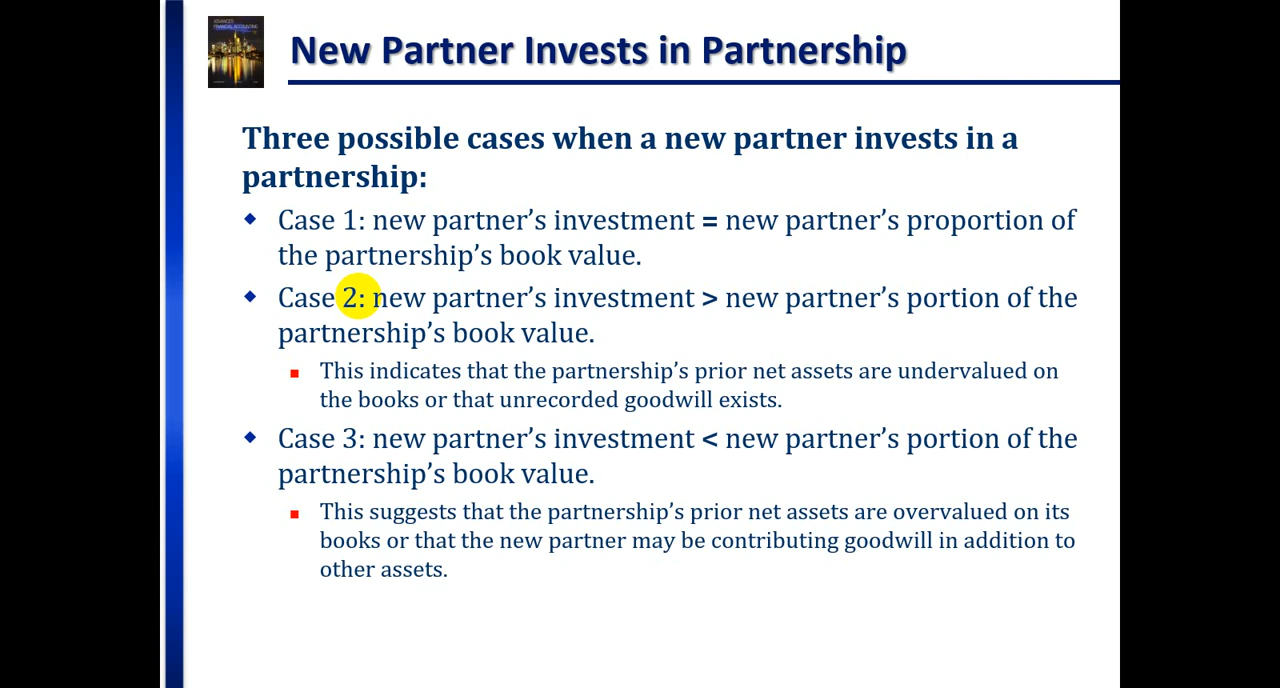 New Partner Invests in Partnership
Three possible cases when a new partner invests in a
partnership:
Case 1: new partner’s investment = new partner’s proportion of
the partnership’s book value.
Case 2: new partner’s investment > new partner’s portion of the
partnership’s book value.
This indicates that the partnership’s prior net assets are undervalued on
the books or that unrecorded goodwill exists.
Case 3: new partner’s investment < new partner’s portion of the
partnership’s book value.
This suggests that the partnership’s prior net assets are overvalued on its
books or that the new partner may be contributing goodwill in addition to
other assets.